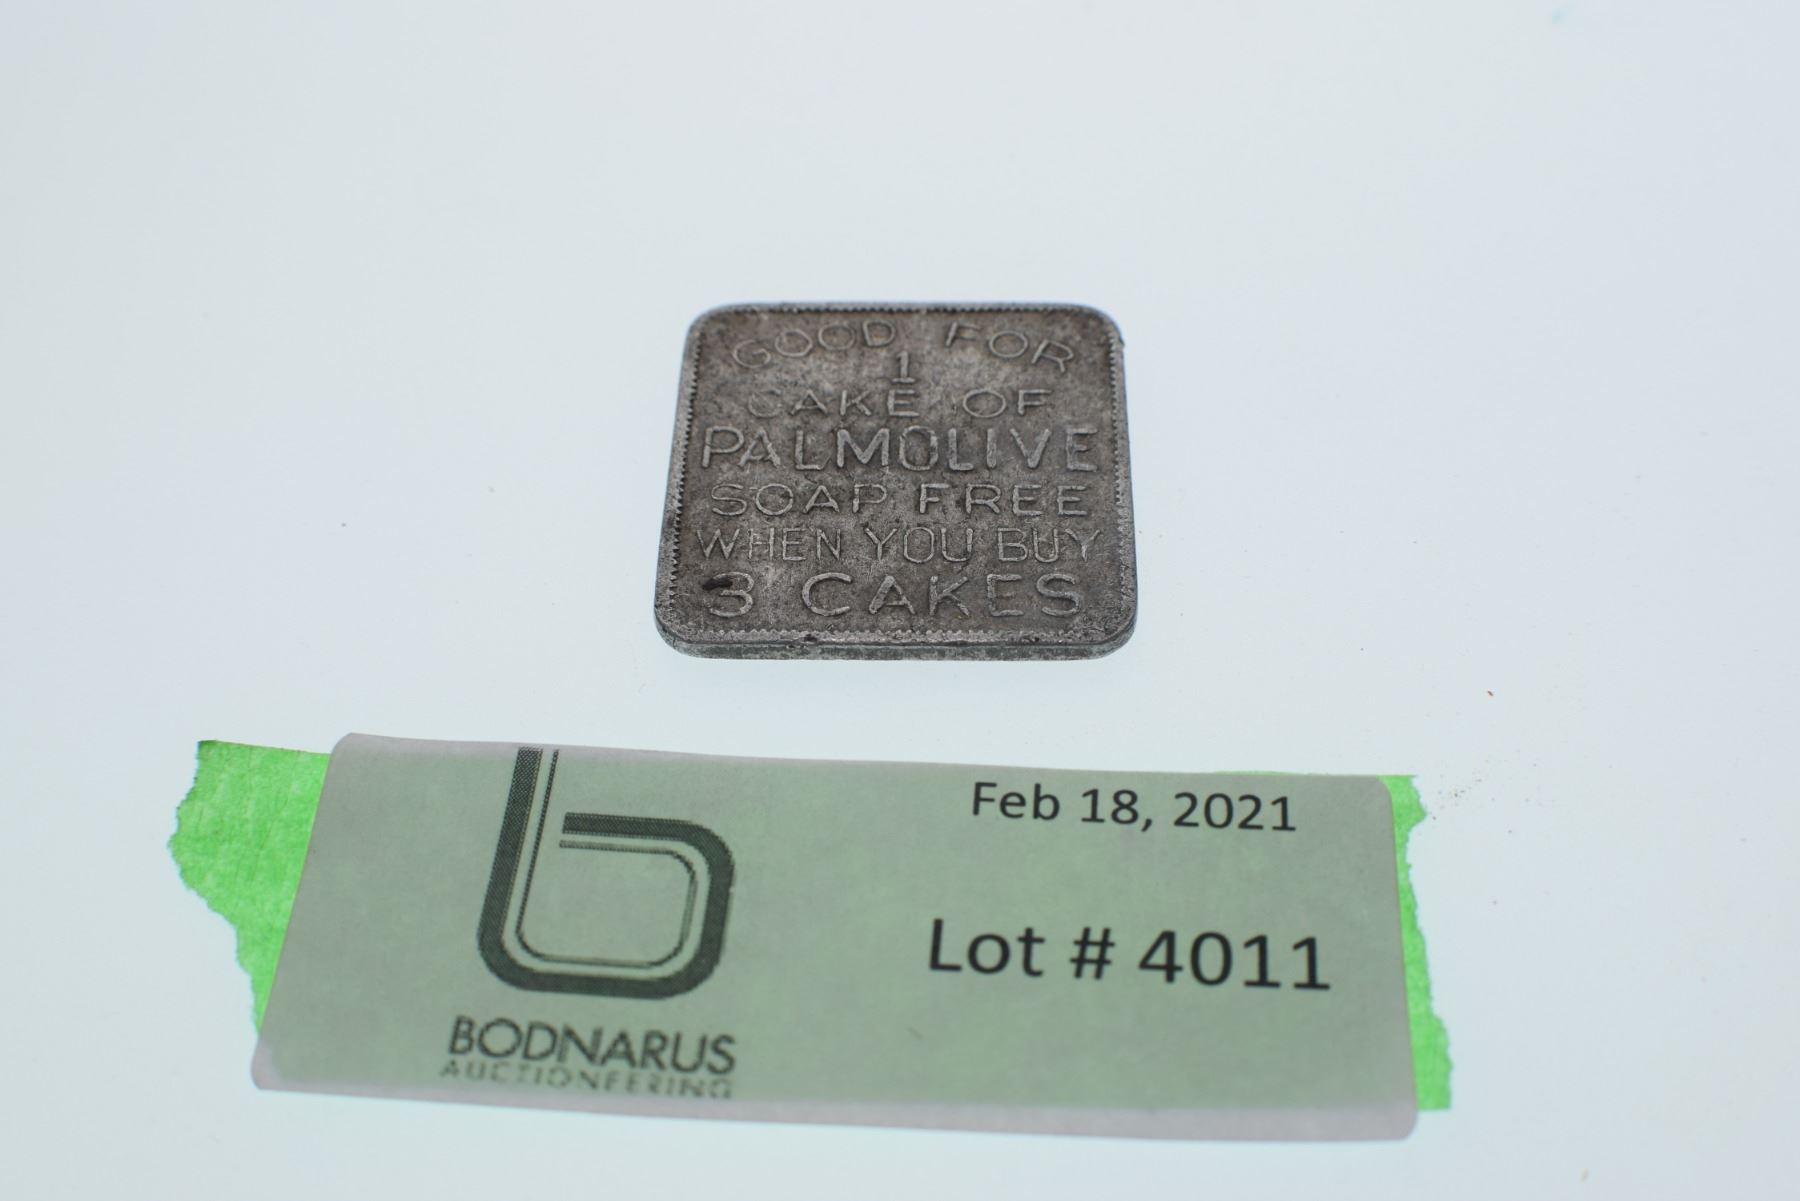 GOOD FOR
1
CAKE OF
PALMOLIVE
SOAP FREE
WHEN YOU BUY
3 CAKES
Feb 18, 2021
Lot # 4011
b
BODNARUS
AUCTIONEERING